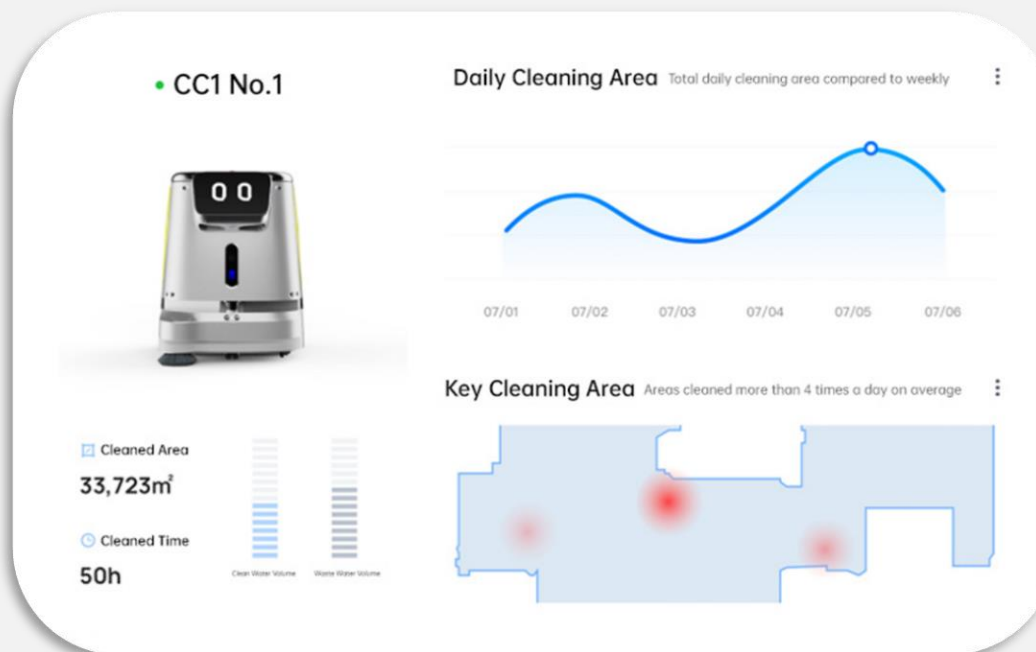 CC1 No.1
Cleaned Area
33,723㎡
Cleaned Time
50h
Clean Water Volume
Waste Water Volume
Daily Cleaning Area Total daily cleaning area compared to weekly
07/01 07/02 07/03 07/04 07/05 07/06
Key Cleaning Area Areas cleaned more than 4 times a day on average